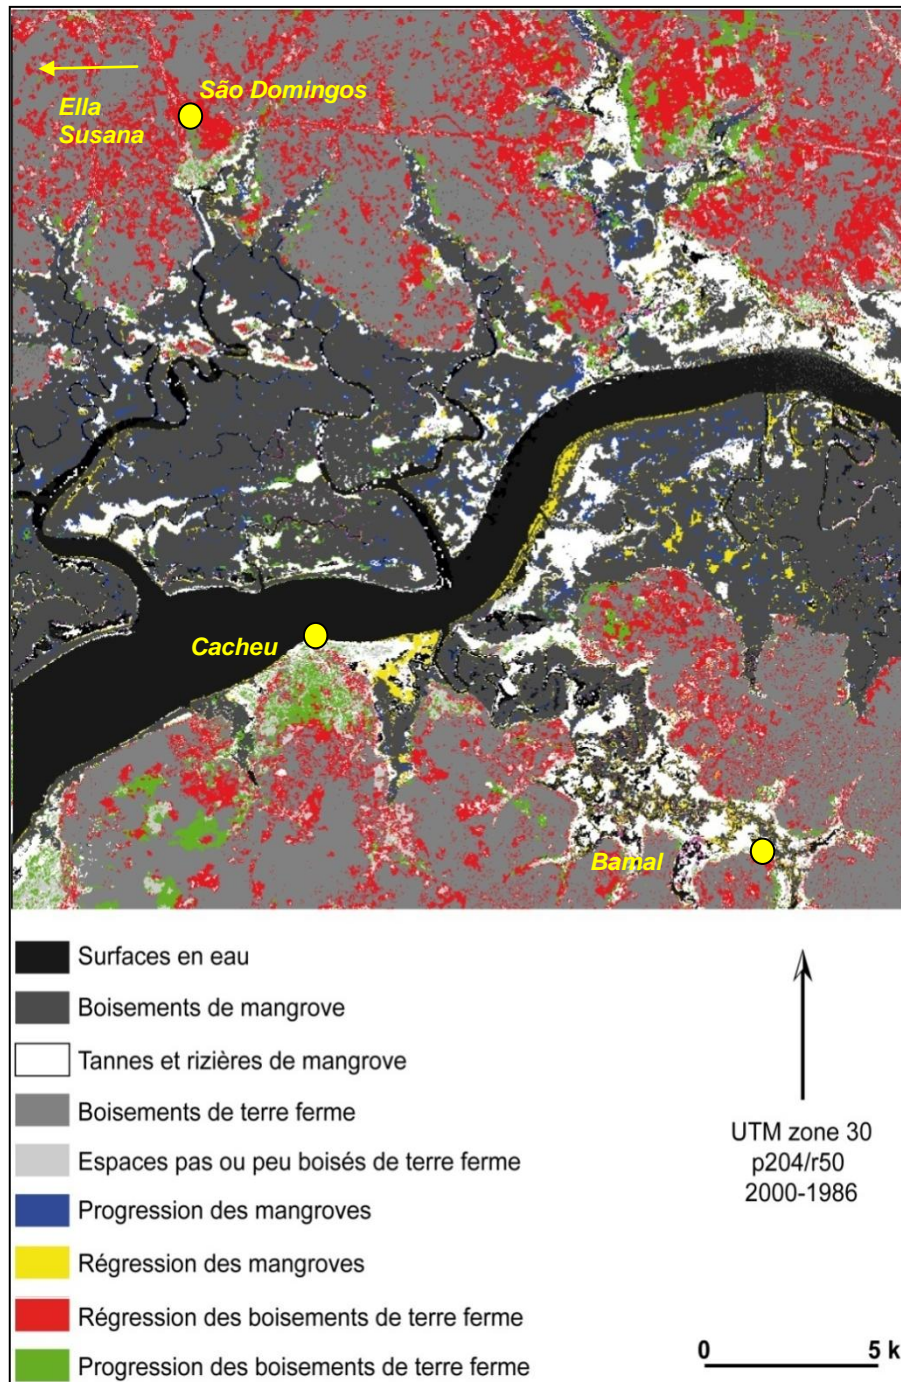 São Domingos
Ella
Susana
Cacheu
Bamal
Surfaces en eau
Boisements de mangrove
Tannes et rizières de mangrove
Boisements de terre ferme
Espaces pas ou peu boisés de terre ferme
Progression des mangroves
Régression des mangroves
Régression des boisements de terre ferme
Progression des boisements de terre ferme
UTM zone 30
p204/r50
2000-1986
0 5 k